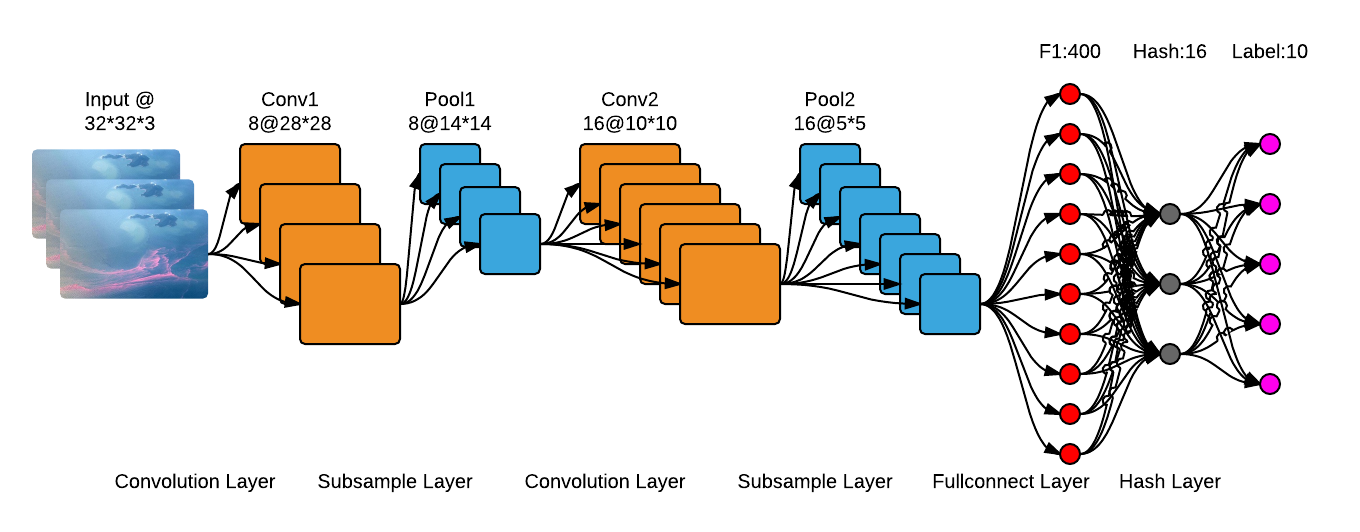 F1:400 Hash:16 Label:10
Input @ Conv1 Pool1 Conv2 Pool2
32*32*3 8@28*28 8@14*14 16@10*10 16@5*5
Convolution Layer Subsample Layer Convolution Layer Subsample Layer Fullconnect Layer Hash Layer